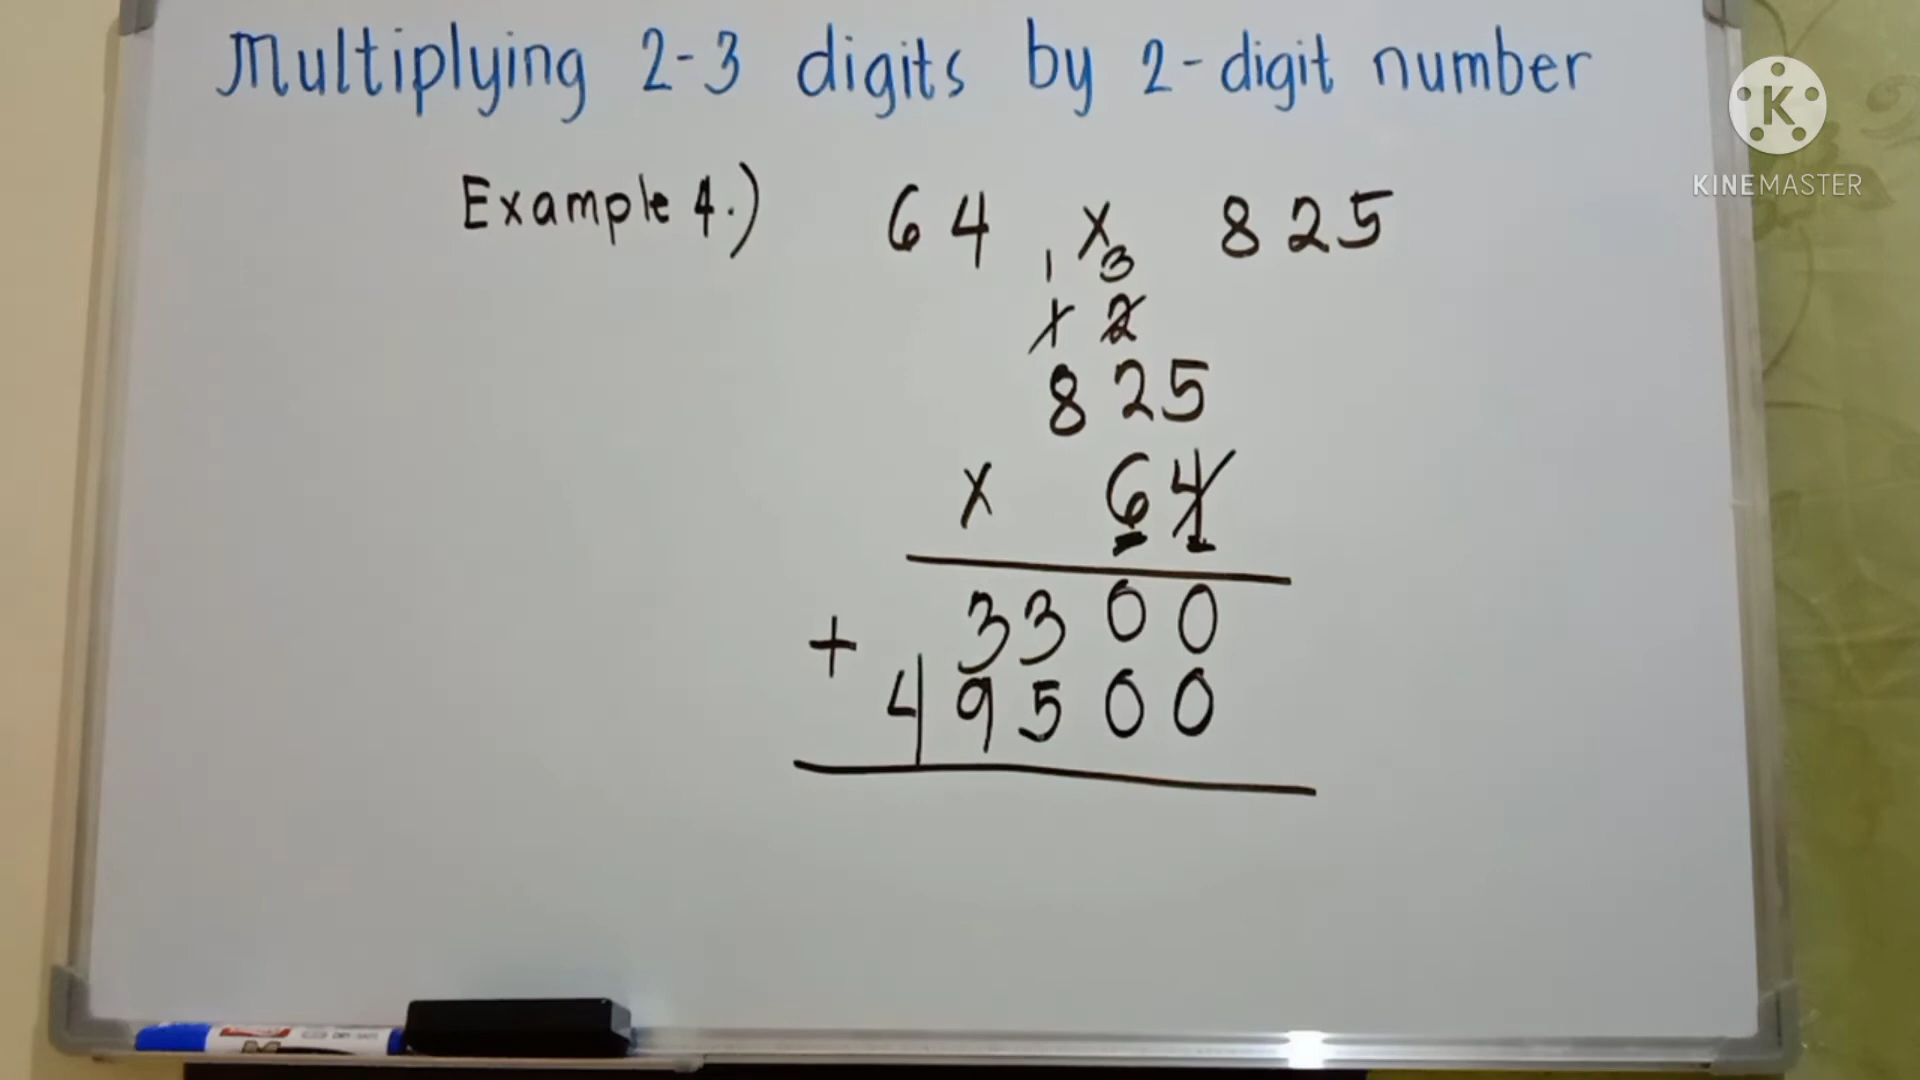 Multiplying 2-3 digits by 2-digit number
K
KINEMASTER
Example 4.) 64 x 825
1 3
1 2
825
x 64
3300
+ 49500